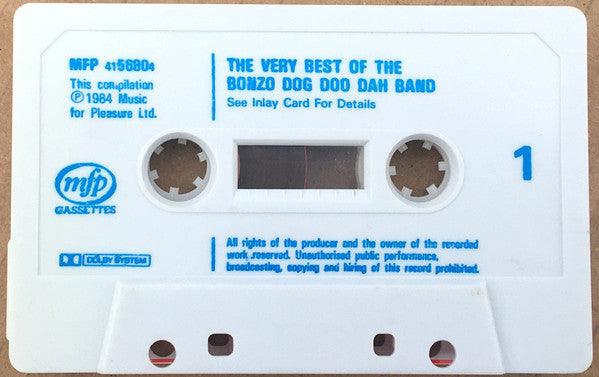 MFP 4156804
This compilation
℗ 1984 Music
for Pleasure Ltd.
THE VERY BEST OF THE
BONZO DOG DOO DAH BAND
See Inlay Card For Details
1
mfp
CASSETTES
DOLBY SYSTEM
All rights of the producer and the owner of the recorded
work reserved. Unauthorised public performance,
broadcasting, copying and hiring of this record prohibited.